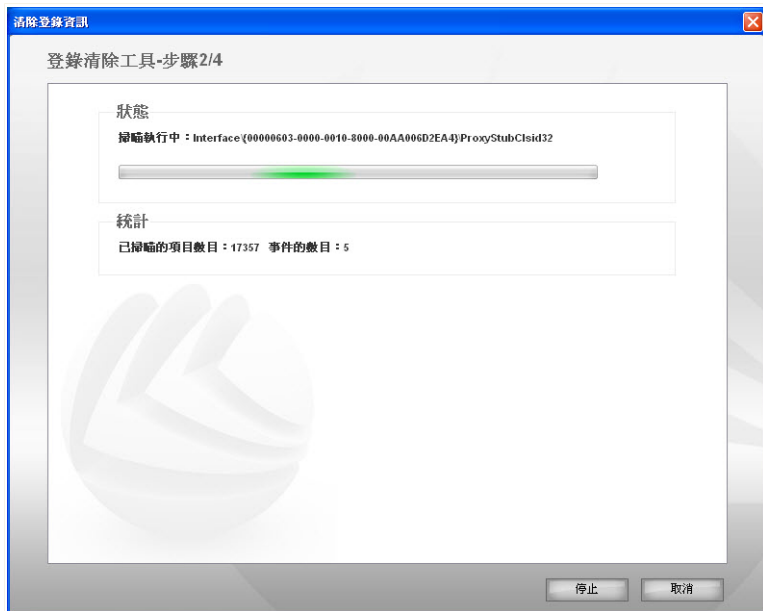 清除登錄資訊
登錄清除工具-步驟2/4
狀態
掃瞄執行中：Interface\{00000603-0000-0010-8000-00AA006D2EA4}\ProxyStubClsid32
統計
已掃瞄的項目數目：17357 事件的數目：5
停止 取消